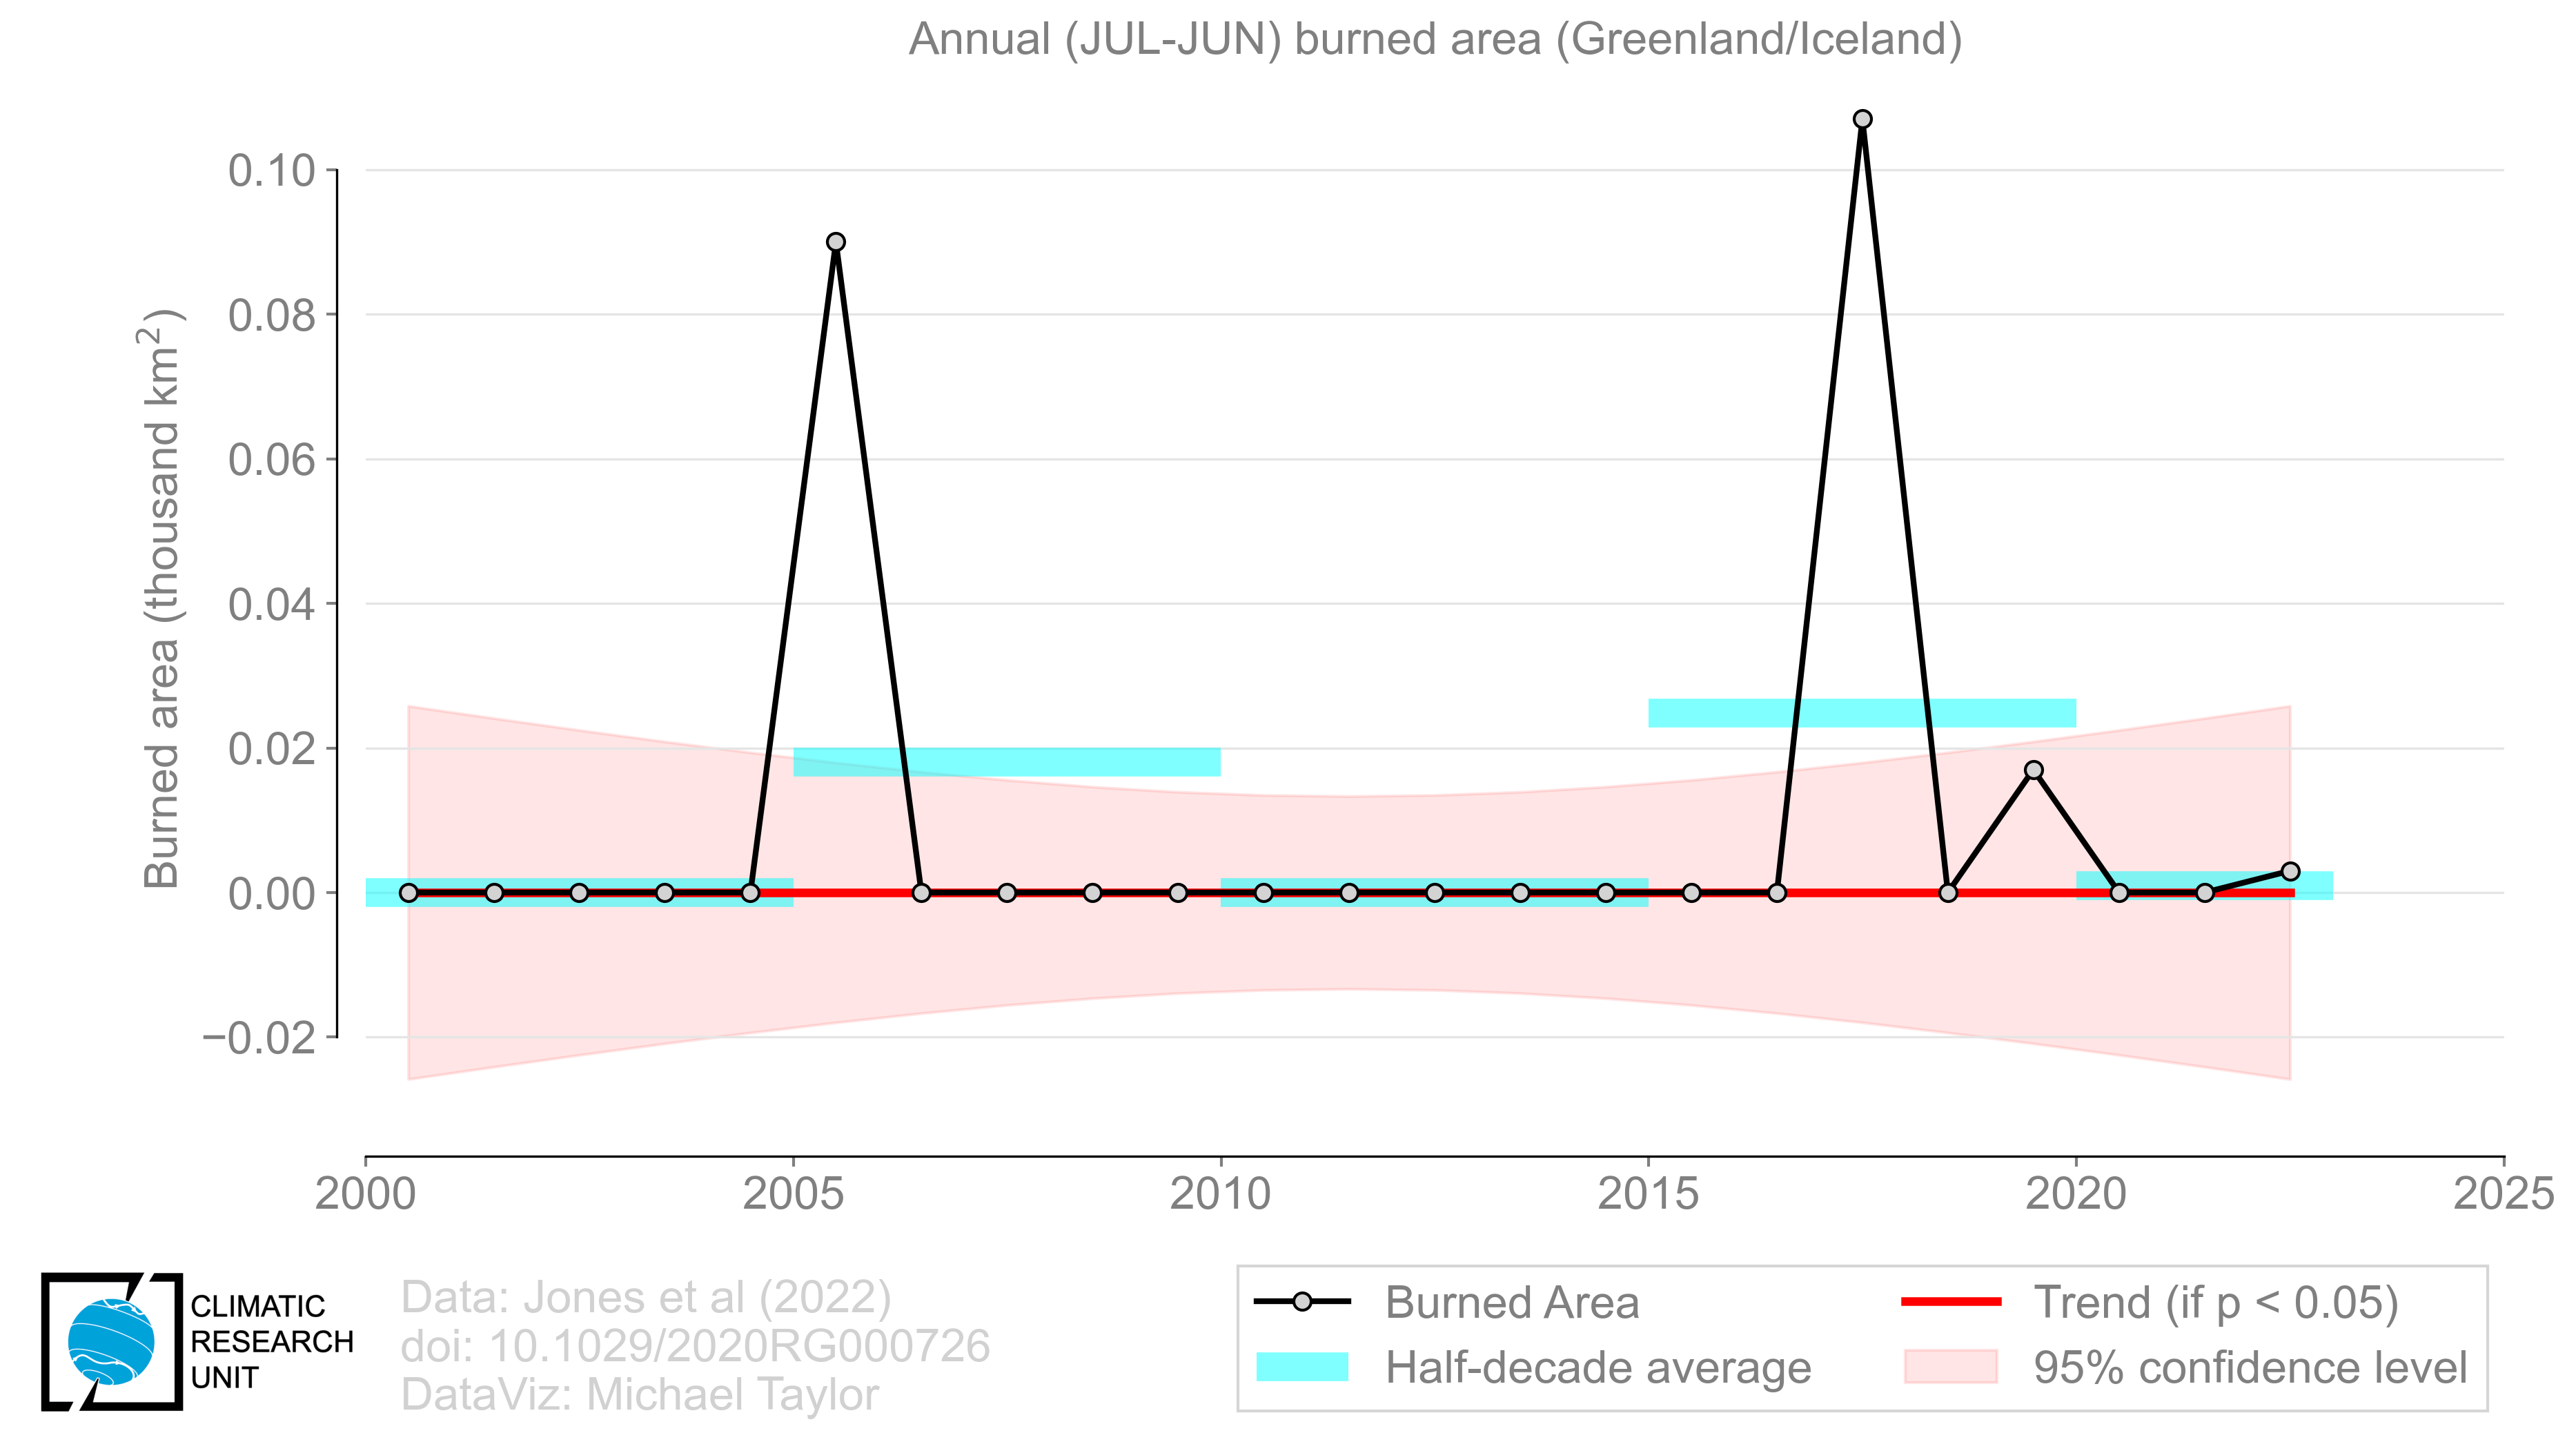 Annual (JUL-JUN) burned area (Greenland/Iceland)
Burned area (thousand km²)
0.10
0.08
0.06
0.04
0.02
0.00
−0.02
2000 2005 2010 2015 2020 2025
CLIMATIC
RESEARCH
UNIT
Data: Jones et al (2022)
doi: 10.1029/2020RG000726
DataViz: Michael Taylor
Burned Area
Half-decade average
Trend (if p < 0.05)
95% confidence level